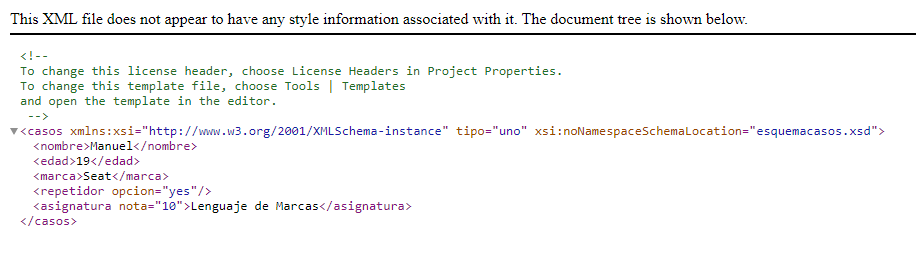 This XML file does not appear to have any style information associated with it. The document tree is shown below.
<!--
To change this license header, choose License Headers in Project Properties.
To change this template file, choose Tools | Templates
and open the template in the editor.
-->
▼<casos xmlns:xsi="http://www.w3.org/2001/XMLSchema-instance" tipo="uno" xsi:noNamespaceSchemaLocation="esquemacasos.xsd">
<nombre>Manuel</nombre>
<edad>19</edad>
<marca>Seat</marca>
<repetidor opcion="yes"/>
<asignatura nota="10">Lenguaje de Marcas</asignatura>
</casos>